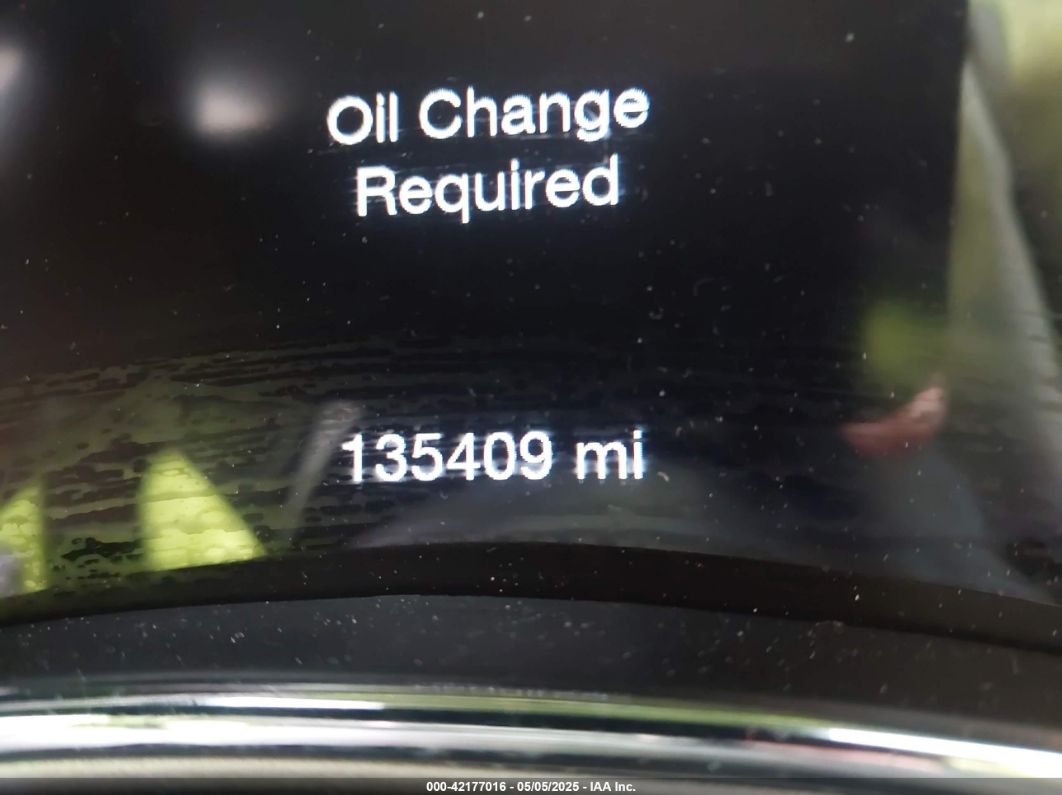 Oil Change
Required
135409 mi
000-42177016 - 05/05/2025 - IAA Inc.